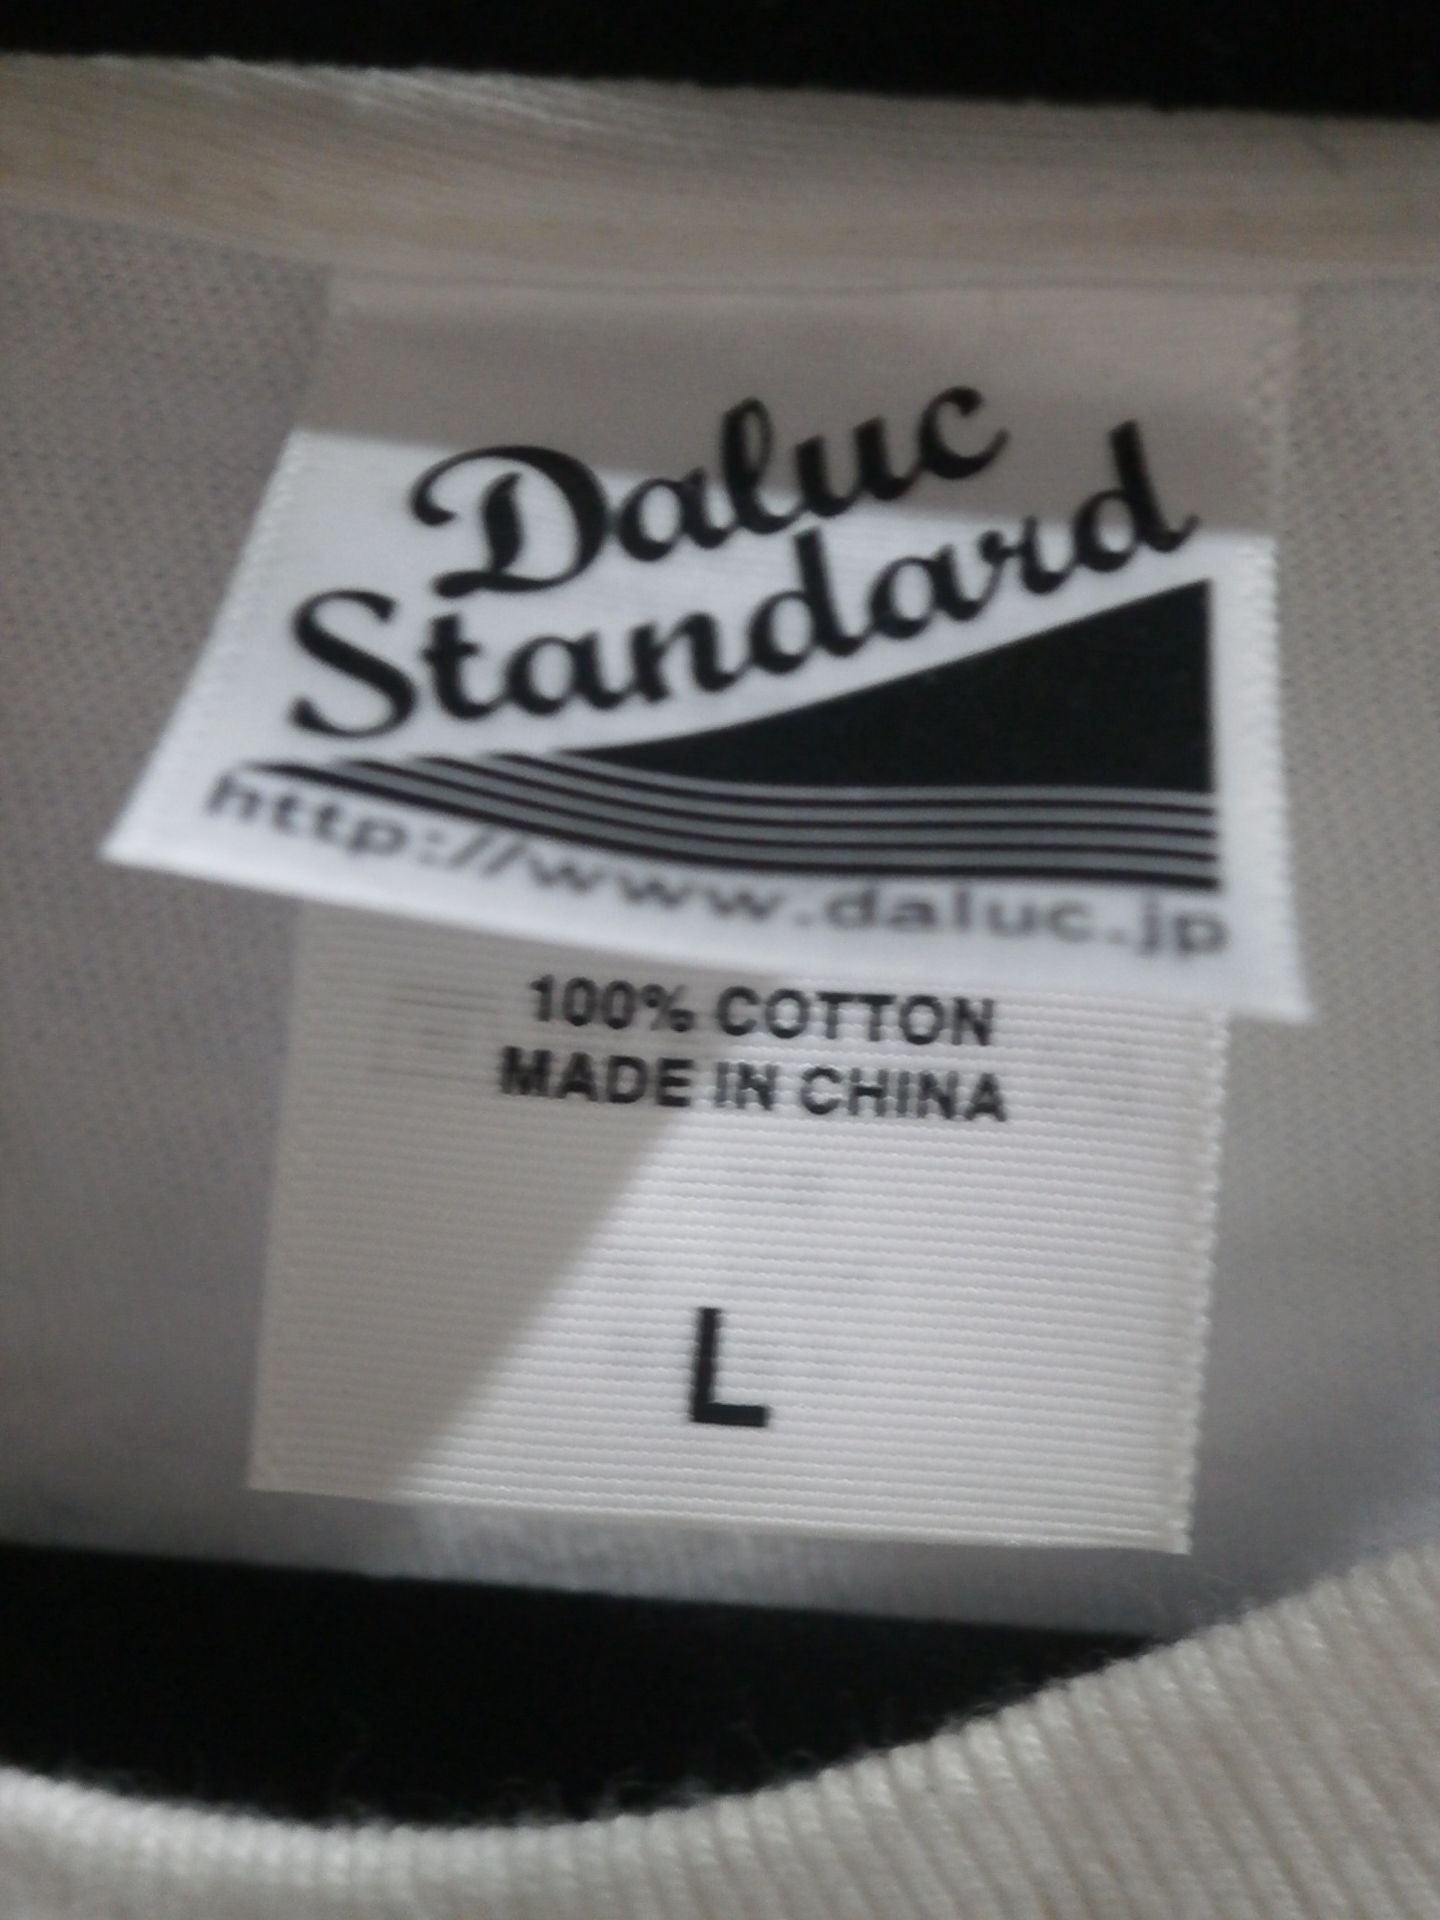 Daluc
Standard
http://www.daluc.jp
100% COTTON
MADE IN CHINA
L